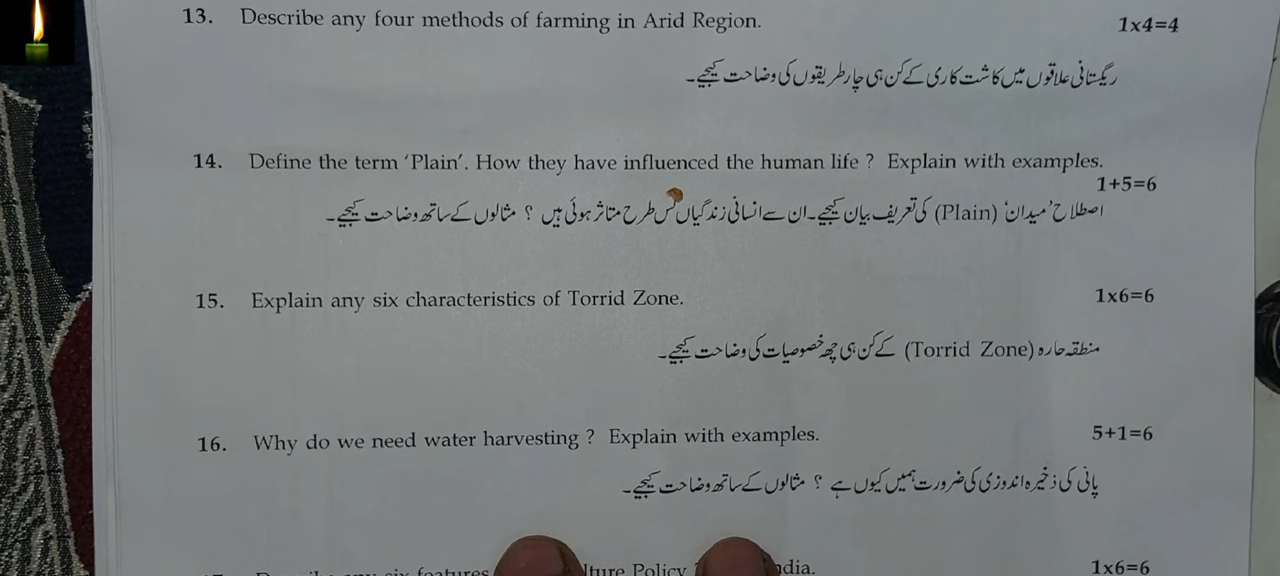 13. Describe any four methods of farming in Arid Region. 1x4=4
ریگستانی علاقوں میں کاشت کاری کے کن ہی چار طریقوں کی وضاحت کیجیے۔
14. Define the term 'Plain'. How they have influenced the human life ? Explain with examples.
1+5=6
اصطلاح 'میدان' (Plain) کی تعریف بیان کیجیے۔ ان سے انسانی زندگیاں کس طرح متاثر ہوئی ہیں ؟ مثالوں کے ساتھ وضاحت کیجیے۔
15. Explain any six characteristics of Torrid Zone. 1x6=6
منطقہ حارہ (Torrid Zone) کے کن ہی چھ خصوصیات کی وضاحت کیجیے۔
16. Why do we need water harvesting ? Explain with examples. 5+1=6
پانی کی ذخیرہ اندوزی کی ضرورت ہمیں کیوں ہے ؟ مثالوں کے ساتھ وضاحت کیجیے۔
six features Policy 1x6=6